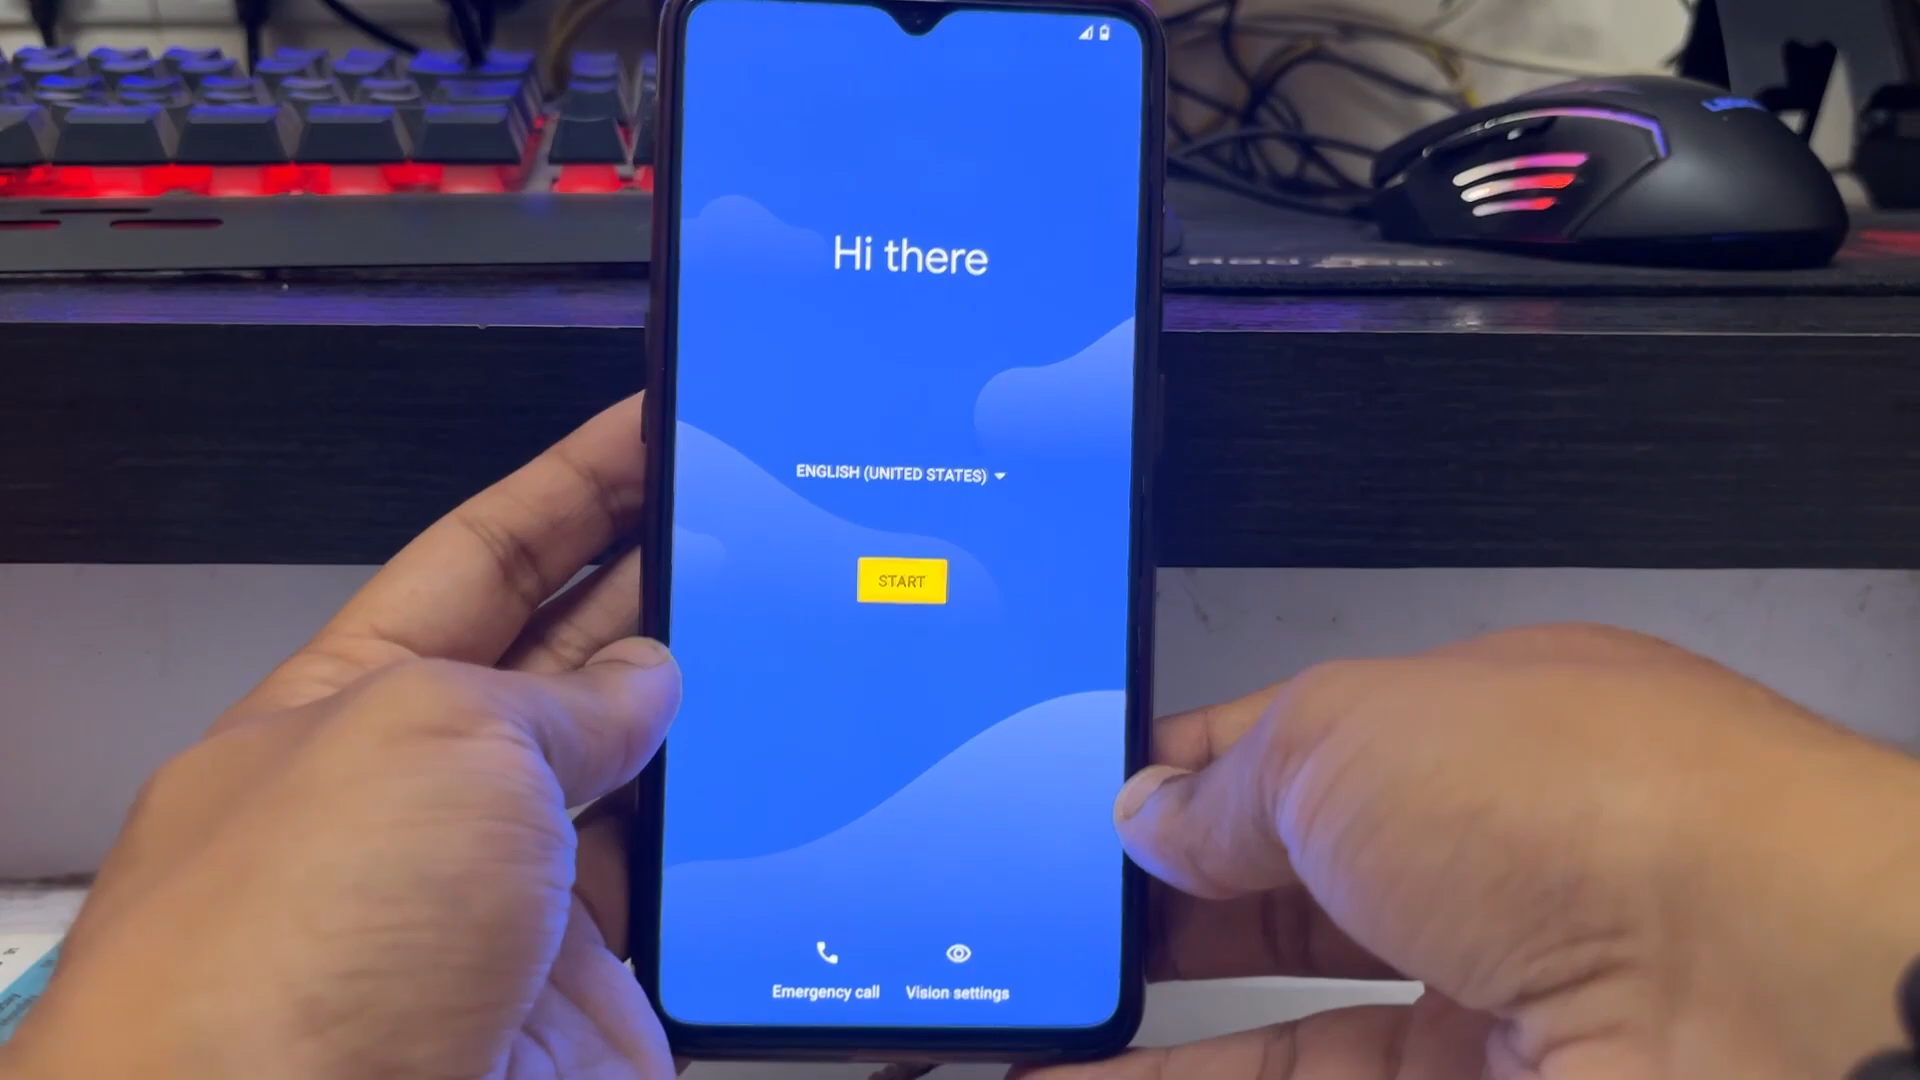 Hi there
ENGLISH (UNITED STATES)
START
Emergency call
Vision settings